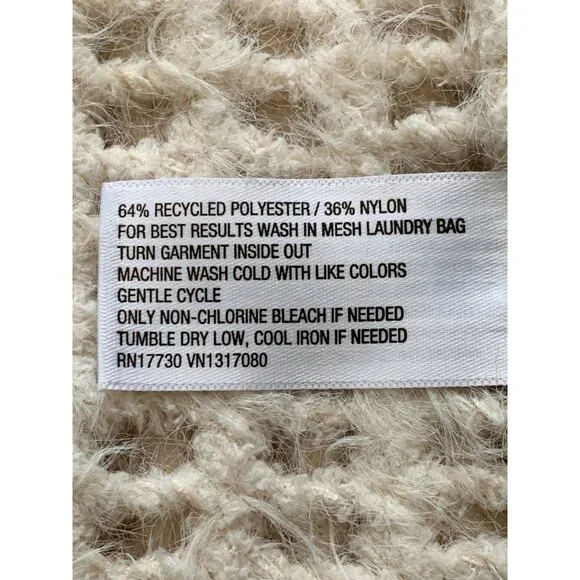 64% RECYCLED POLYESTER / 36% NYLON
FOR BEST RESULTS WASH IN MESH LAUNDRY BAG
TURN GARMENT INSIDE OUT
MACHINE WASH COLD WITH LIKE COLORS
GENTLE CYCLE
ONLY NON-CHLORINE BLEACH IF NEEDED
TUMBLE DRY LOW, COOL IRON IF NEEDED
RN17730 VN1317080